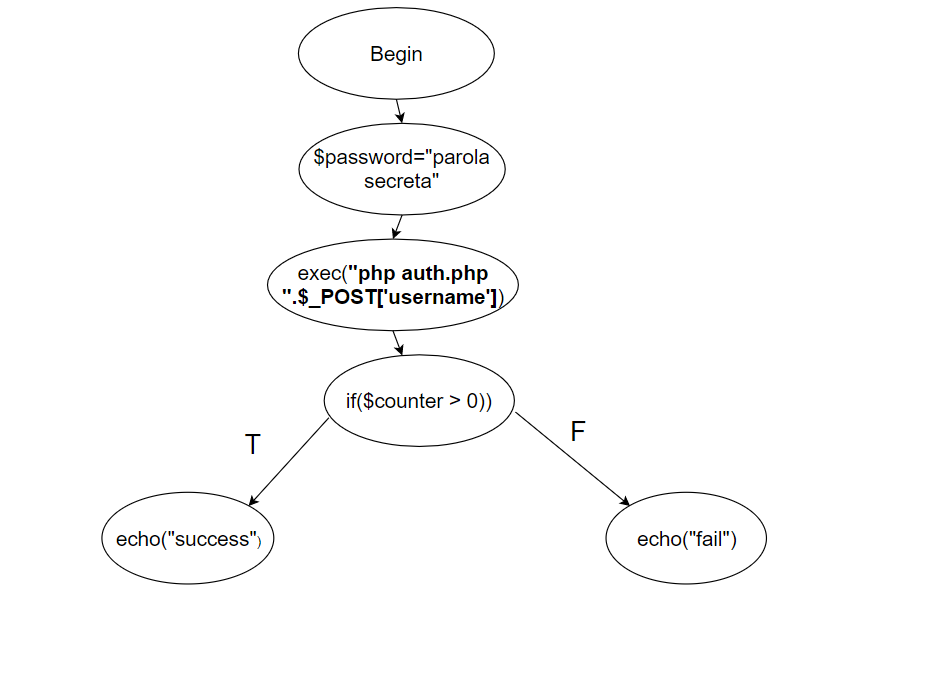 Begin
$password="parola
secreta"
exec("php auth.php
".$_POST['username'])
if($counter > 0))
T
F
echo("success")
echo("fail")